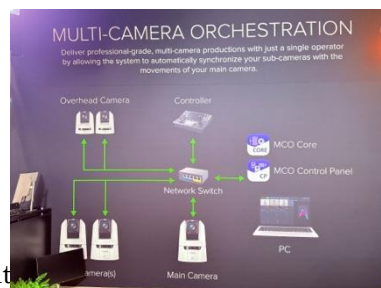 MULTI-CAMERA ORCHESTRATION
Deliver professional-grade, multi-camera productions with just a single operator
by allowing the system to automatically synchronize your sub-cameras with the
movements of your main camera.
Overhead Camera
Controller
CORE
MCO Core
CP
MCO Control Panel
Network Switch
PC
amera(s)
Main Camera
t